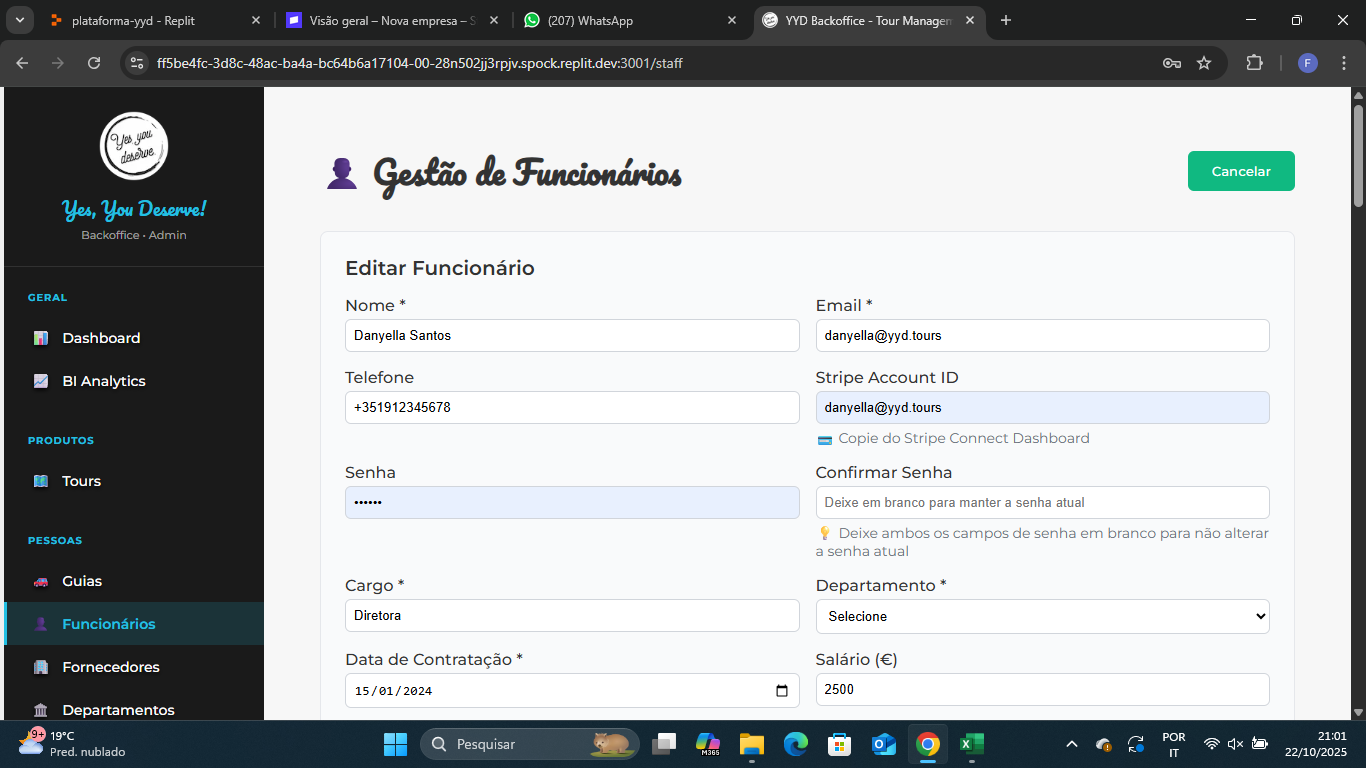 plataforma-yyd - Replit
Visão geral – Nova empresa – S
(207) WhatsApp
YYD Backoffice - Tour Managem
ff5be4fc-3d8c-48ac-ba4a-bc64b6a17104-00-28n502jj3rpjv.spock.replit.dev:3001/staff
F
Yes, you
deserve.
Yes, You Deserve!
Backoffice • Admin
GERAL
Dashboard
BI Analytics
PRODUTOS
Tours
PESSOAS
Guias
Funcionários
Fornecedores
Departamentos
Gestão de Funcionários
Cancelar
Editar Funcionário
Nome *
Danyella Santos
Email *
danyella@yyd.tours
Telefone
+351912345678
Stripe Account ID
danyella@yyd.tours
Copie do Stripe Connect Dashboard
Senha
••••••
Confirmar Senha
Deixe em branco para manter a senha atual
Deixe ambos os campos de senha em branco para não alterar
a senha atual
Cargo *
Diretora
Departamento *
Selecione
Data de Contratação *
15/01/2024
Salário (€)
2500
9+
19°C
Pred. nublado
Pesquisar
M365
POR
IT
21:01
22/10/2025